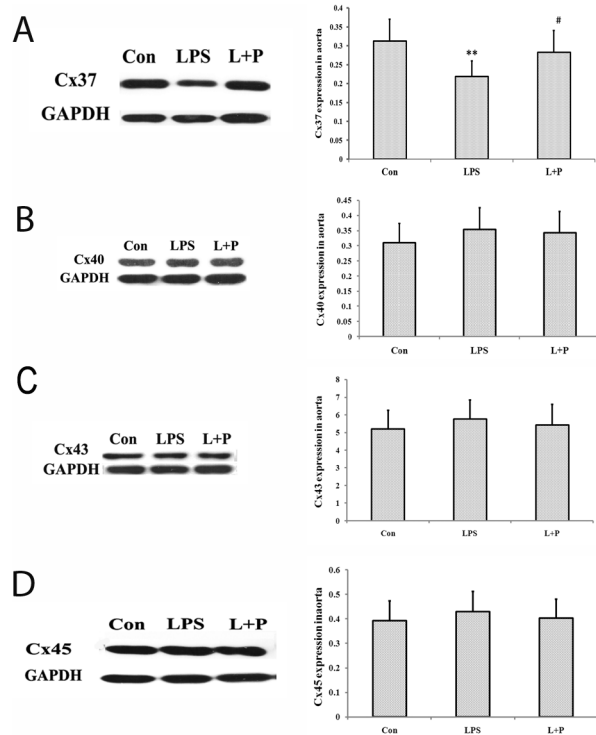 A
Con LPS L+P
Cx37
GAPDH
Cx37 expression in aorta
0.4
0.35
0.3
0.25
0.2
0.15
0.1
0.05
0
**
#
Con LPS L+P
B
Con LPS L+P
Cx40
GAPDH
Cx40 expression in aorta
0.45
0.4
0.35
0.3
0.25
0.2
0.15
0.1
0.05
0
Con LPS L+P
C
Con LPS L+P
Cx43
GAPDH
Cx43 expression in aorta
8
7
6
5
4
3
2
1
0
Con LPS L+P
D
Con LPS L+P
Cx45
GAPDH
Cx45 expression inaorta
0.6
0.5
0.4
0.3
0.2
0.1
0
Con LPS L+P